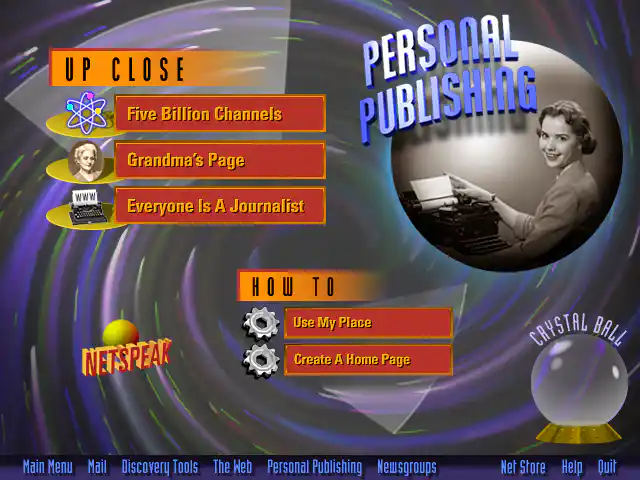 PERSONAL
PUBLISHING
UP CLOSE
Five Billion Channels
Grandma's Page
WWW
Everyone Is A Journalist
HOW TO
Use My Place
Create A Home Page
NETSPEAK
CRYSTAL BALL
Main Menu Mail Discovery Tools The Web Personal Publishing Newsgroups Net Store Help Quit